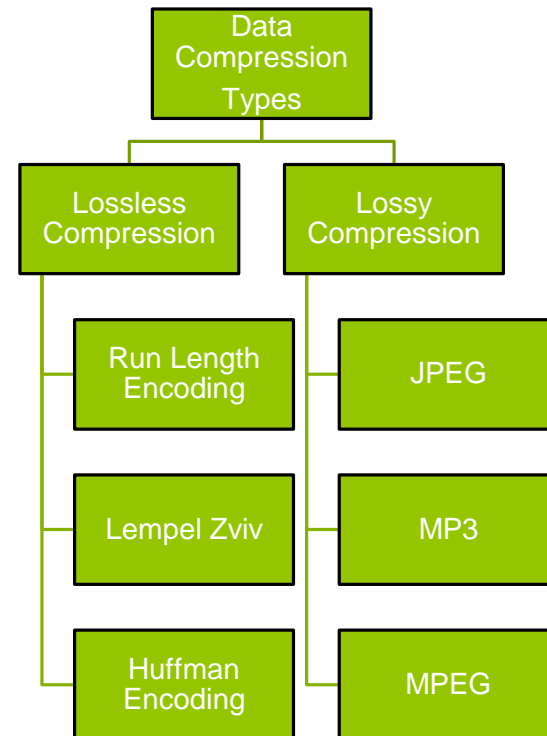 Data
Compression
Types
Lossless
Compression
Lossy
Compression
Run Length
Encoding
JPEG
Lempel Zviv
MP3
Huffman
Encoding
MPEG